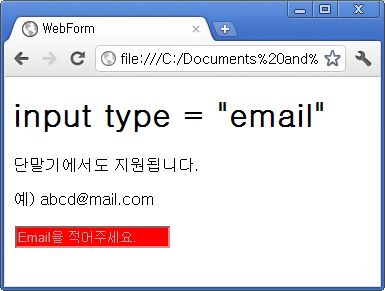 WebForm
file:///C:/Documents%20and%
input type = "email"
단말기에서도 지원됩니다.
예) abcd@mail.com
Email을 적어주세요.